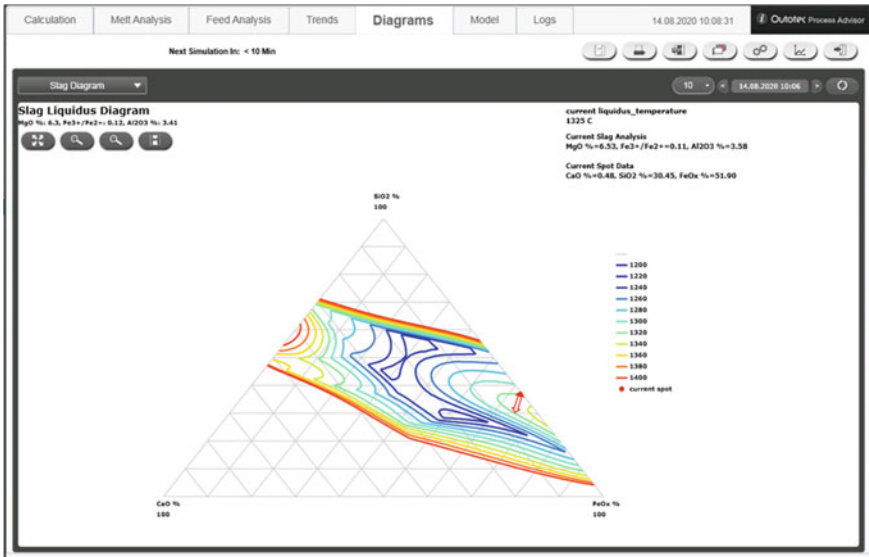 Calculation Melt Analysis Feed Analysis Trends Diagrams Model Logs 14.08.2020 10:08:31 Outotec Process Advisor
Next Simulation In: < 10 Min
Slag Diagram 10 < 14.08.2020 10:06 >
Slag Liquidus Diagram
MgO %: 6.3, Fe3+/Fe2+: 0.12, Al2O3 %: 3.41
current liquidus_temperature
1325 C
Current Slag Analysis
MgO %=6.53, Fe3+/Fe2+=0.11, Al2O3 %=3.58
Current Spot Data
CaO %=0.48, SiO2 %=30.45, FeOx %=51.90
SiO2 %
100
1200
1220
1240
1260
1280
1300
1320
1340
1360
1380
1400
current spot
CaO %
100
FeOx %
100